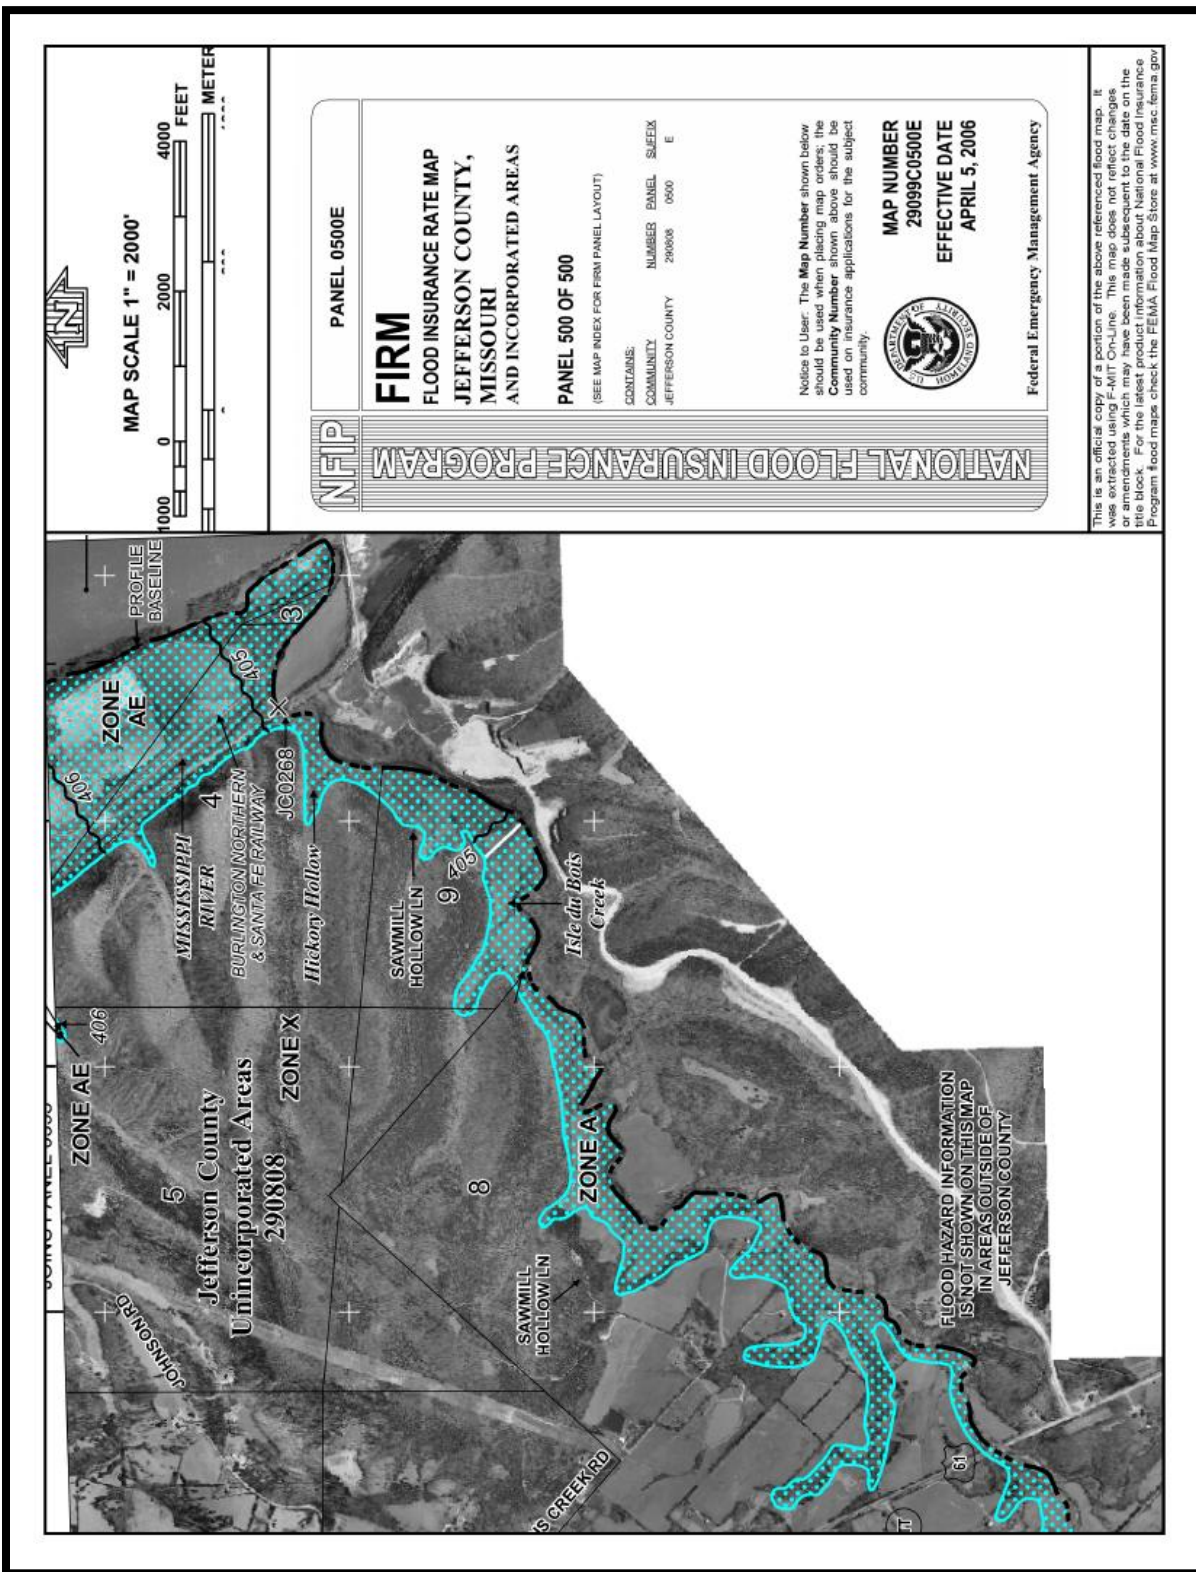 MAP SCALE 1" = 2000'
1000 0 2000 4000
FEET
METER
N
PANEL 0500E
FIRM
FLOOD INSURANCE RATE MAP
JEFFERSON COUNTY,
MISSOURI
AND INCORPORATED AREAS
PANEL 500 OF 500
(SEE MAP INDEX FOR FIRM PANEL LAYOUT)
CONTAINS:
COMMUNITY NUMBER PANEL SUFFIX
JEFFERSON COUNTY 290808 0500 E
Notice to User: The Map Number shown below
should be used when placing map orders; the
Community Number shown above should be
used on insurance applications for the subject
community.
MAP NUMBER
29099C0500E
EFFECTIVE DATE
APRIL 5, 2006
U.S. DEPARTMENT OF HOMELAND SECURITY
Federal Emergency Management Agency
NFIP
NATIONAL FLOOD INSURANCE PROGRAM
This is an official copy of a portion of the above referenced flood map. It
was extracted using F-MIT On-Line. This map does not reflect changes
or amendments which may have been made subsequent to the date on the
title block. For the latest product information about National Flood Insurance
Program flood maps check the FEMA Flood Map Store at www.msc.fema.gov
PROFILE
BASELINE
ZONE
AE
3
405
406
4
MISSISSIPPI
RIVER
BURLINGTON NORTHERN
& SANTA FE RAILWAY
JC0268
Hickory Hollow
SAWMILL
HOLLOW LN
9
405
Isle du Bois
Creek
406
ZONE AE
ZONE X
5
Jefferson County
Unincorporated Areas
290808
8
ZONE A
JOHNSON RD
SAWMILL
HOLLOW LN
CREEK RD
61
FLOOD HAZARD INFORMATION
IS NOT SHOWN ON THIS MAP
IN AREAS OUTSIDE OF
JEFFERSON COUNTY